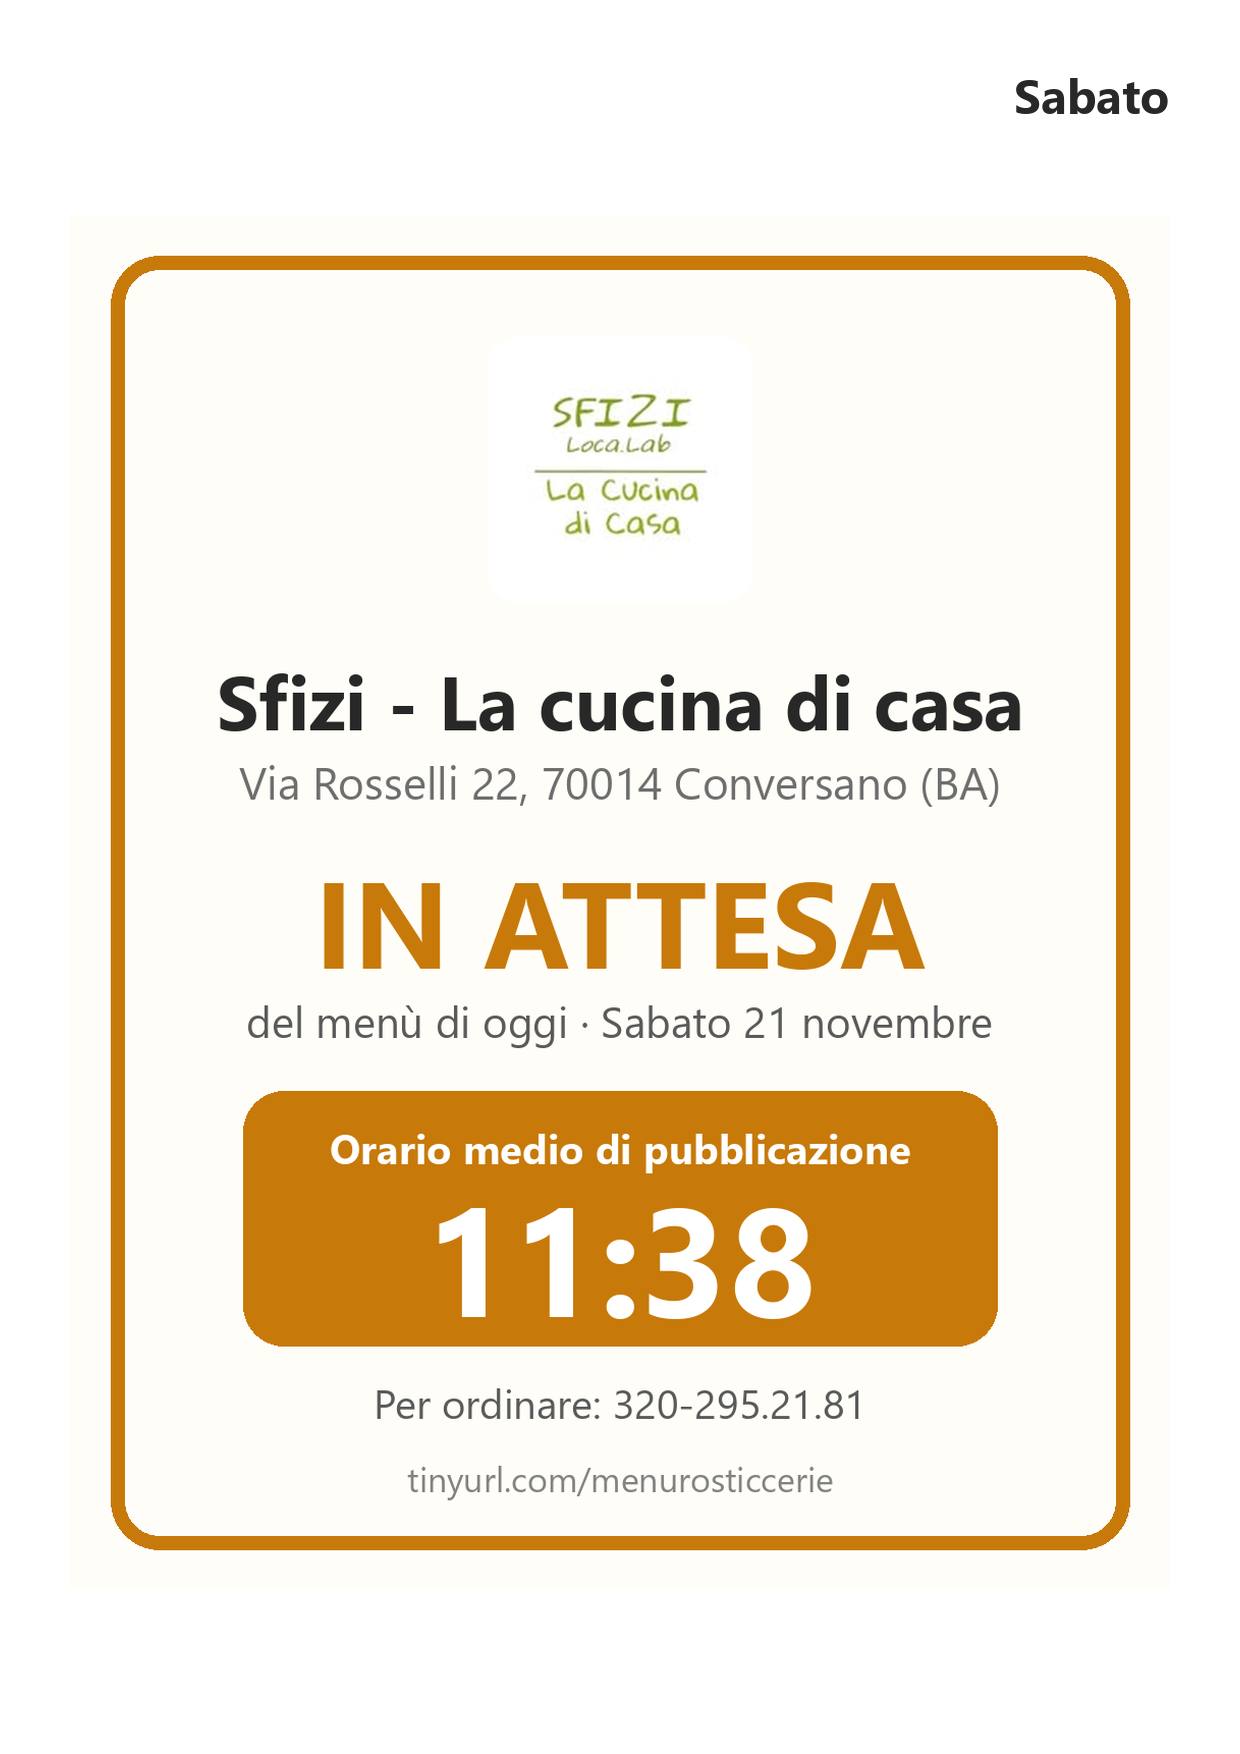 Sabato
SFIZI
Loca.Lab
La Cucina
di Casa
Sfizi - La cucina di casa
Via Rosselli 22, 70014 Conversano (BA)
IN ATTESA
del menù di oggi · Sabato 21 novembre
Orario medio di pubblicazione
11:38
Per ordinare: 320-295.21.81
tinyurl.com/menurosticcerie